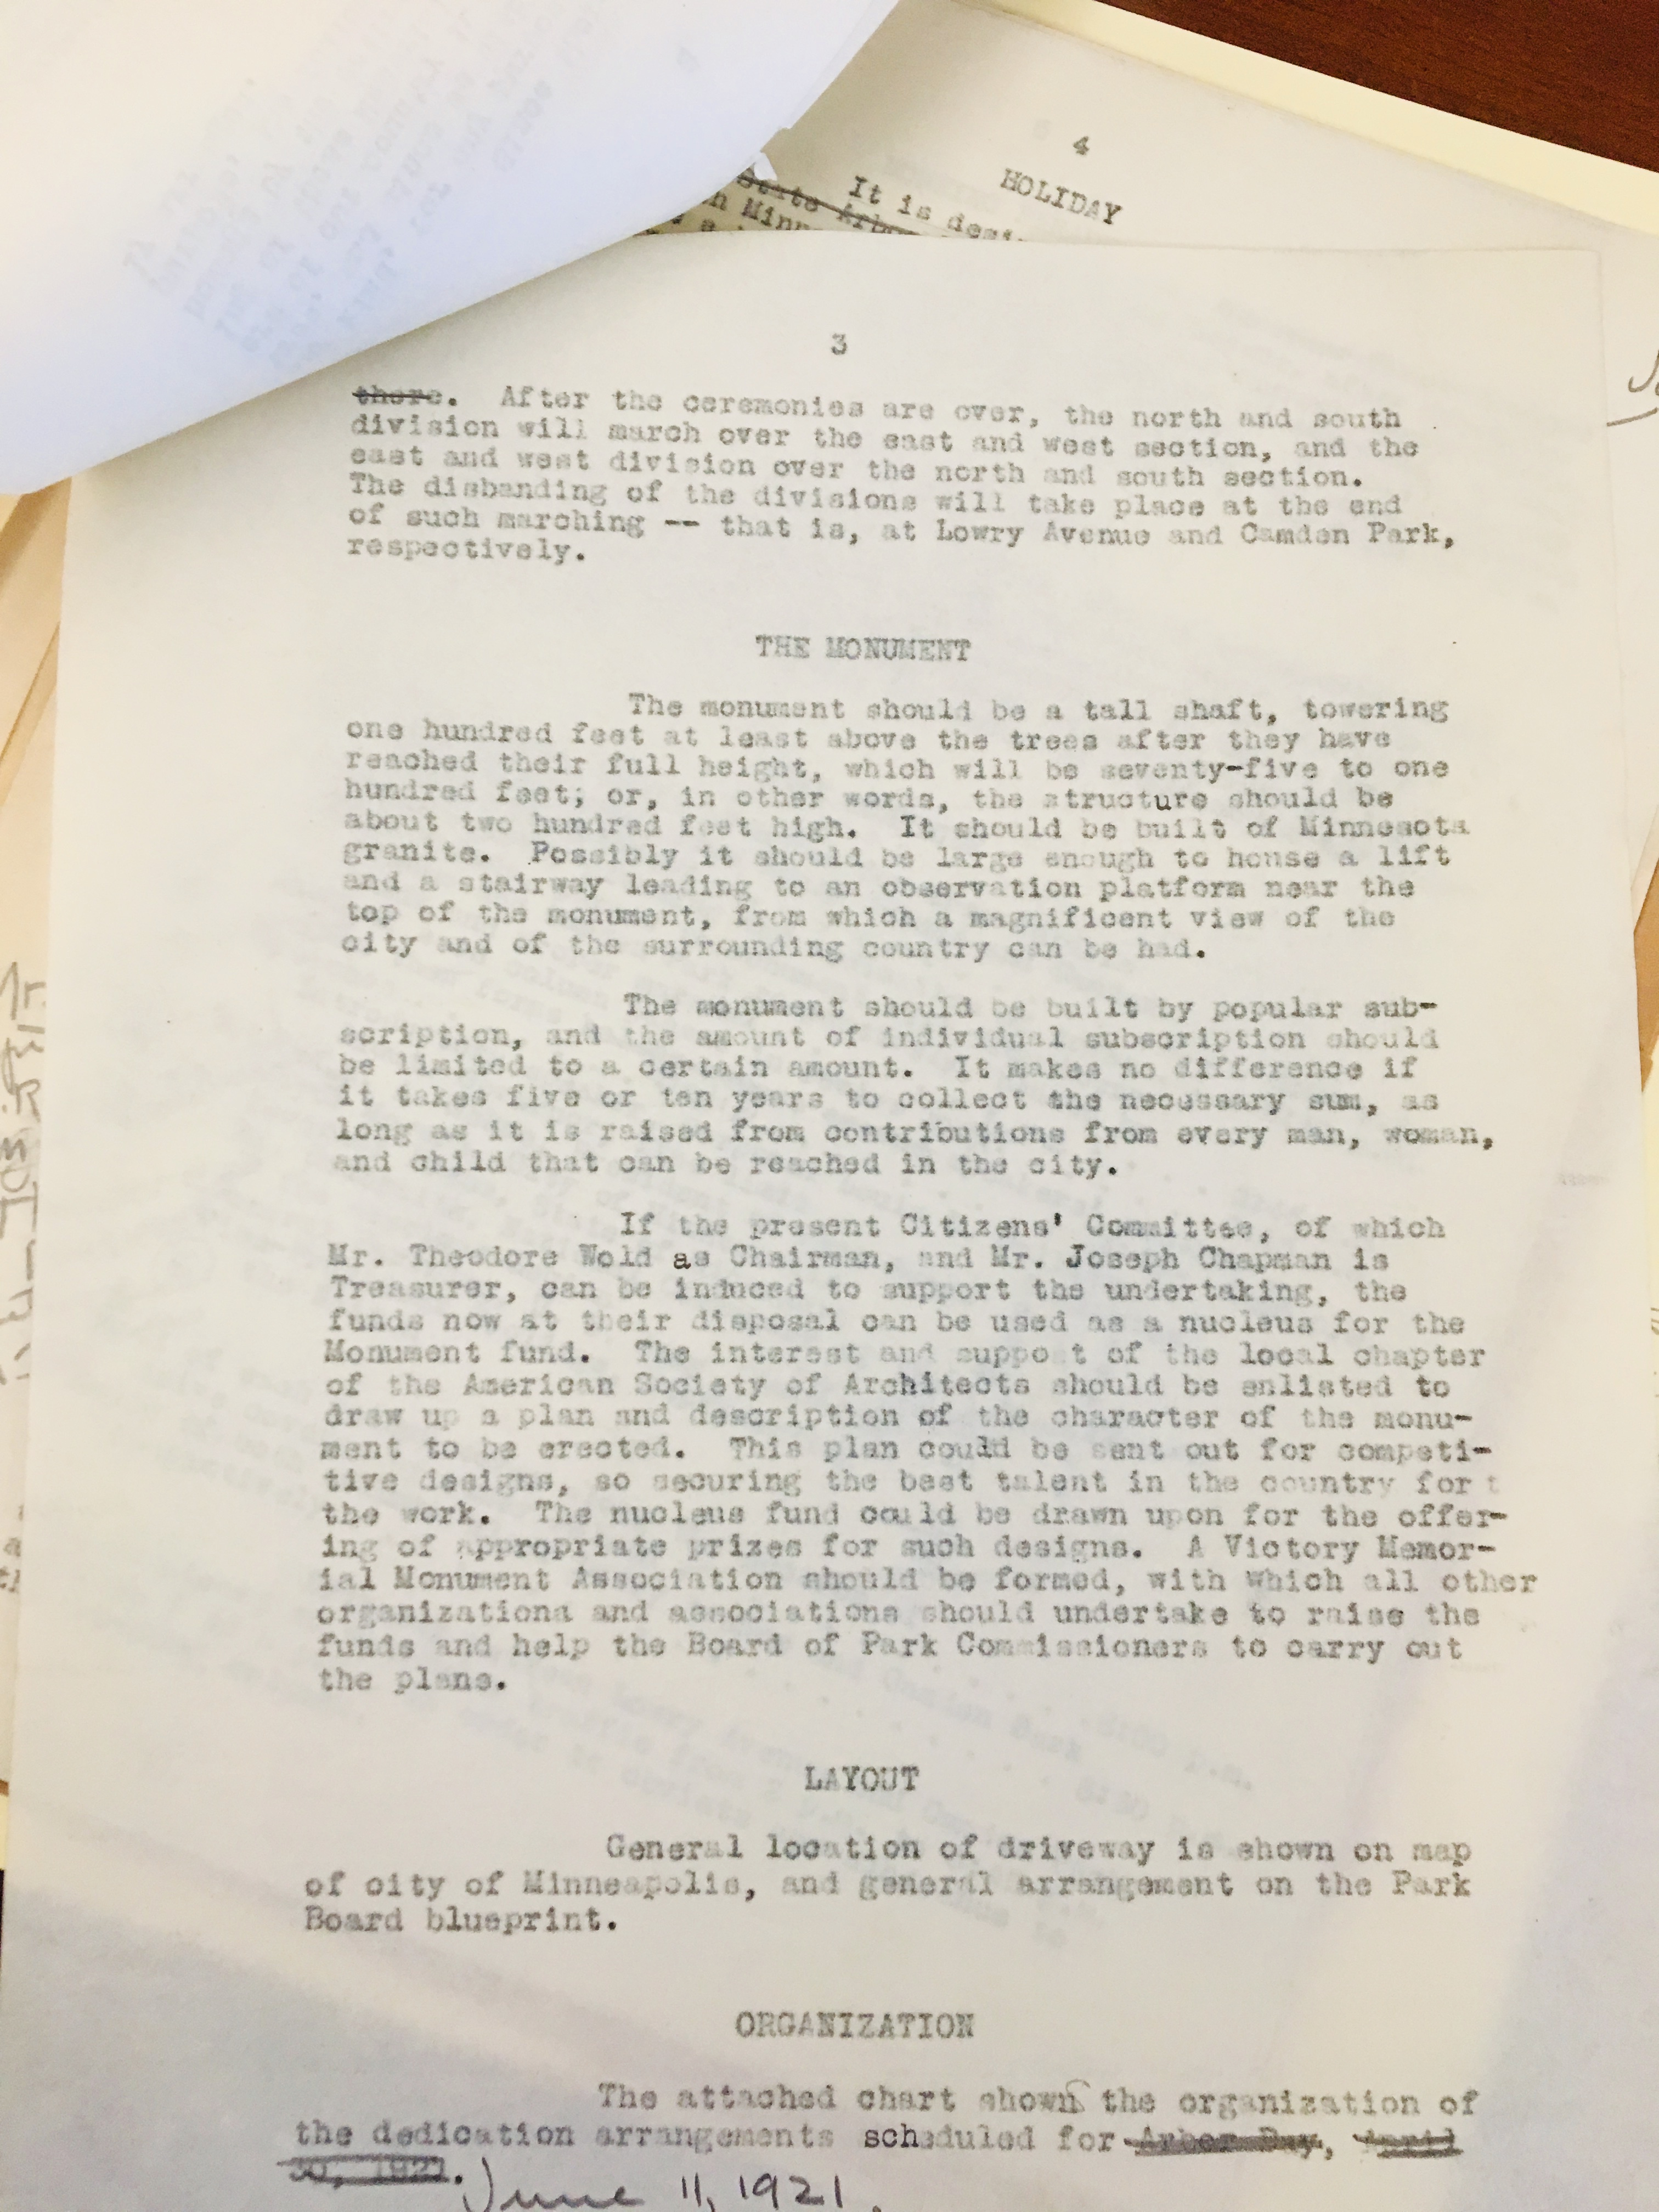 4
HOLIDAY
It is
State Arbor
3
there. After the ceremonies are over, the north and south
division will march over the east and west section, and the
east and west division over the north and south section.
The disbanding of the divisions will take place at the end
of such marching -- that is, at Lowry Avenue and Camden Park,
respectively.
THE MONUMENT
The monument should be a tall shaft, towering
one hundred feet at least above the trees after they have
reached their full height, which will be seventy-five to one
hundred feet; or, in other words, the structure should be
about two hundred feet high. It should be built of Minnesota
granite. Possibly it should be large enough to house a lift
and a stairway leading to an observation platform near the
top of the monument, from which a magnificent view of the
city and of the surrounding country can be had.
The monument should be built by popular sub-
scription, and the amount of individual subscription should
be limited to a certain amount. It makes no difference if
it takes five or ten years to collect the necessary sum, as
long as it is raised from contributions from every man, woman,
and child that can be reached in the city.
If the present Citizens' Committee, of which
Mr. Theodore Wold as Chairman, and Mr. Joseph Chapman is
Treasurer, can be induced to support the undertaking, the
funds now at their disposal can be used as a nucleus for the
Monument fund. The interest and suppo t of the local chapter
of the American Society of Architects should be enlisted to
draw up a plan and description of the character of the monu-
ment to be erected. This plan could be sent out for competi-
tive designs, so securing the best talent in the country for t
the work. The nucleus fund could be drawn upon for the offer-
ing of appropriate prizes for such designs. A Victory Memor-
ial Monument Association should be formed, with which all other
organizationa and associations should undertake to raise the
funds and help the Board of Park Commissioners to carry out
the plans.
LAYOUT
General location of driveway is shown on map
of city of Minneapolis, and general arrangement on the Park
Board blueprint.
ORGANIZATION
The attached chart shows the organization of
the dedication arrangements scheduled for Arbor Day, April
30, 1921.
June 11, 1921.